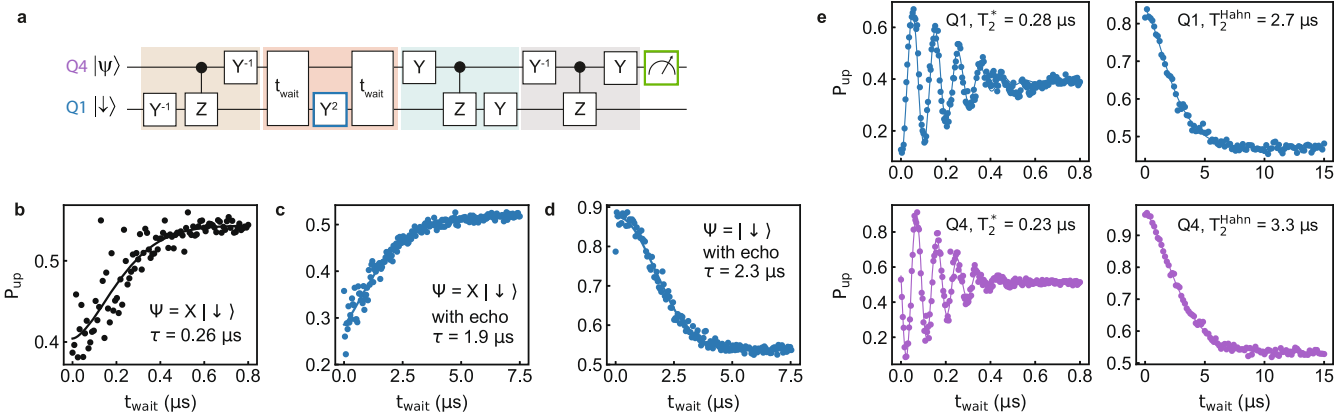 a
Q4 |Ψ⟩ Y⁻¹ t_wait t_wait Y Y⁻¹ Y
Q1 |↓⟩ Y⁻¹ Z Y² Z Y Z
b
P_up
0.5
0.4
Ψ = X |↓⟩
τ = 0.26 µs
0.0 0.2 0.4 0.6 0.8
t_wait (µs)
c
0.5
0.4
0.3
0.2
Ψ = X |↓⟩
with echo
τ = 1.9 µs
0.0 2.5 5.0 7.5
t_wait (µs)
d
0.9
0.8
0.7
0.6
0.5
Ψ = |↓⟩
with echo
τ = 2.3 µs
0.0 2.5 5.0 7.5
t_wait (µs)
e
Q1, T₂* = 0.28 µs
P_up
0.6
0.4
0.2
0.0 0.2 0.4 0.6 0.8
Q1, T₂ᴴᵃʰⁿ = 2.7 µs
0.8
0.7
0.6
0.5
0 5 10 15
Q4, T₂* = 0.23 µs
P_up
0.8
0.6
0.4
0.2
0.0 0.2 0.4 0.6 0.8
t_wait (µs)
Q4, T₂ᴴᵃʰⁿ = 3.3 µs
0.9
0.8
0.7
0.6
0.5
0 5 10 15
t_wait (µs)